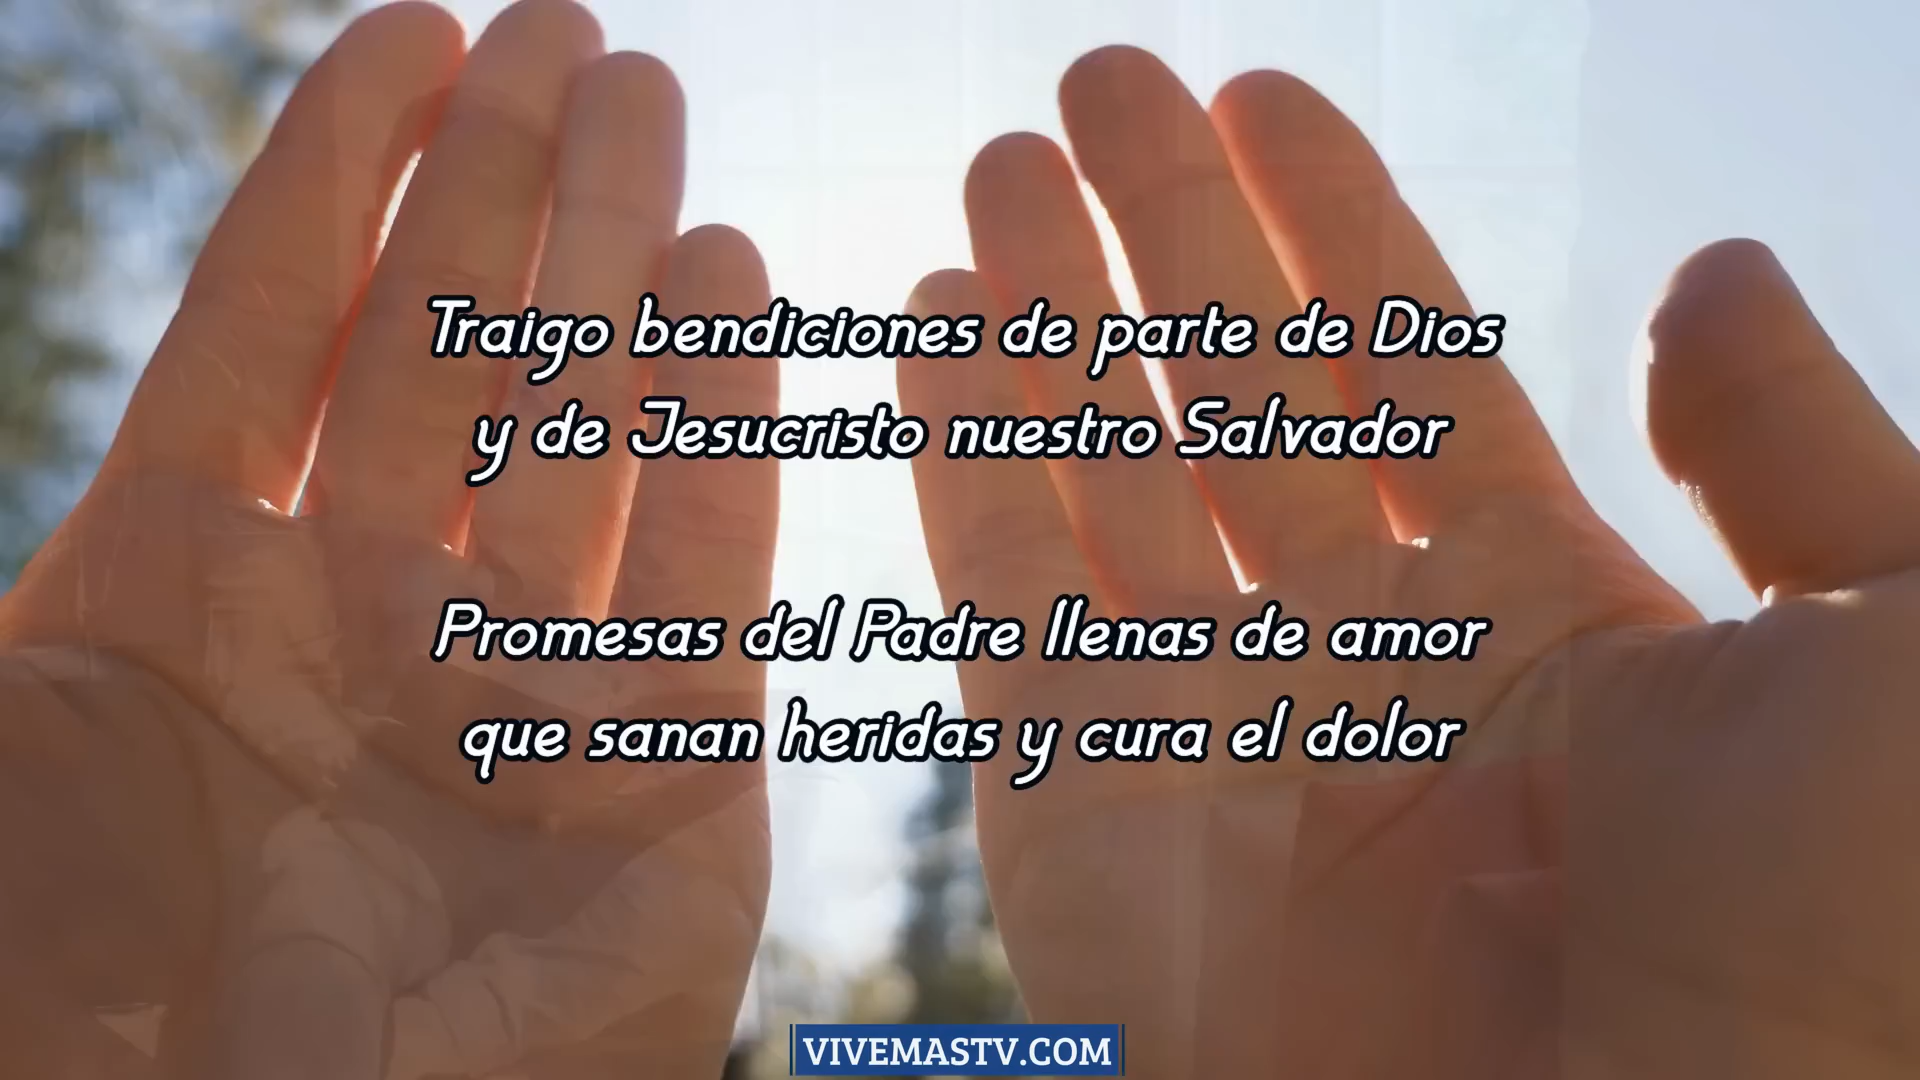 Traigo bendiciones de parte de Dios
y de Jesucristo nuestro Salvador
Promesas del Padre llenas de amor
que sanan heridas y cura el dolor
VIVEMASTV.COM